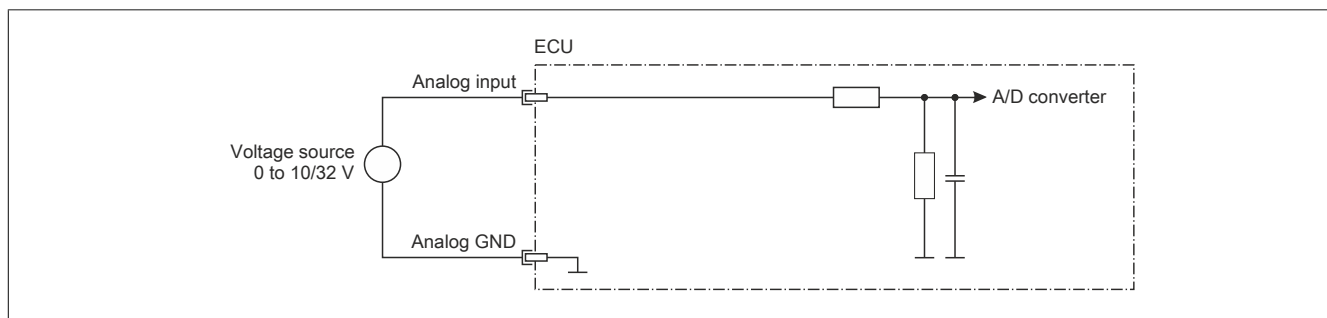 ECU
Analog input
A/D converter
Voltage source
0 to 10/32 V
Analog GND